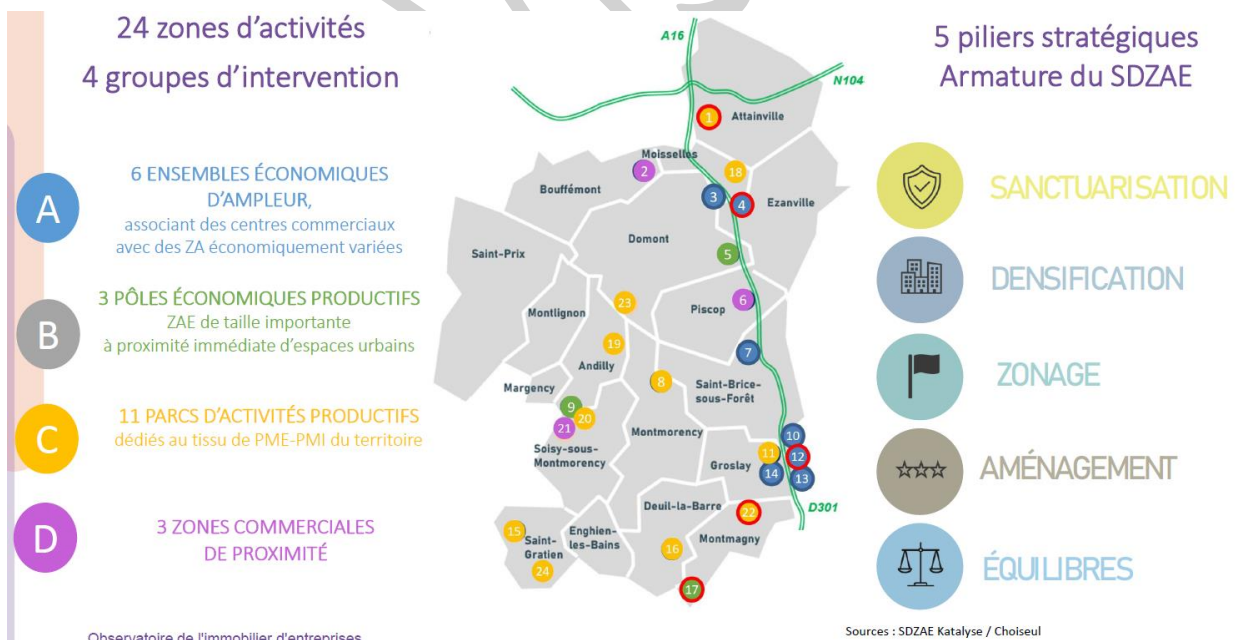 24 zones d'activités
4 groupes d'intervention
A
6 ENSEMBLES ÉCONOMIQUES
D'AMPLEUR,
associant des centres commerciaux
avec des ZA économiquement variées
B
3 PÔLES ÉCONOMIQUES PRODUCTIFS
ZAE de taille importante
à proximité immédiate d'espaces urbains
C
11 PARCS D'ACTIVITÉS PRODUCTIFS
dédiés au tissu de PME-PMI du territoire
D
3 ZONES COMMERCIALES
DE PROXIMITÉ
Observatoire de l'immobilier d'entreprises
A16
N104
1
Attainville
Moisselles
2
18
Bouffémont
3
4
Ezanville
Domont
Saint-Prix
5
6
Piscop
23
Montlignon
19
7
Andilly
8
Saint-Brice-
sous-Forêt
Margency
9
20
21
Montmorency
10
Soisy-sous-
Montmorency
11
12
Groslay
14
13
D301
Deuil-la-Barre
22
Montmagny
15
Saint-
Gratien
Enghien-
les-Bains
16
24
17
5 piliers stratégiques
Armature du SDZAE
SANCTUARISATION
DENSIFICATION
ZONAGE
AMÉNAGEMENT
ÉQUILIBRES
Sources : SDZAE Katalyse / Choiseul